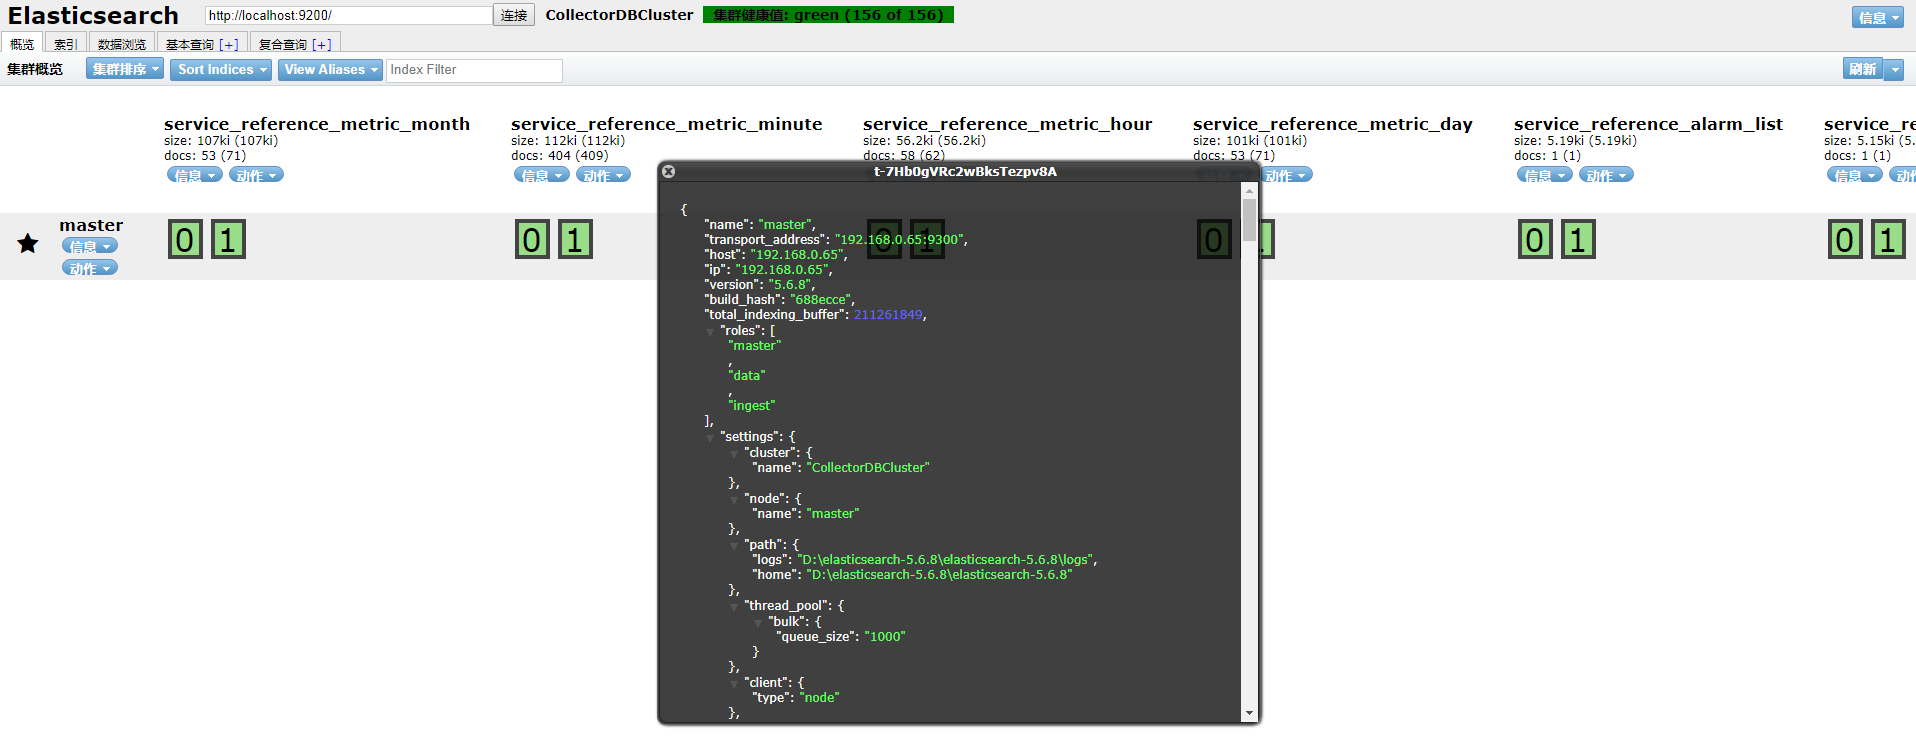 Elasticsearch http://localhost:9200/ 连接 CollectorDBCluster 集群健康值: green (156 of 156) 信息
概览 索引 数据浏览 基本查询 [+] 复合查询 [+]
集群概览 集群排序 Sort Indices View Aliases Index Filter 刷新
service_reference_metric_month service_reference_metric_minute service_reference_metric_hour service_reference_metric_day service_reference_alarm_list service_re
size: 107ki (107ki) size: 112ki (112ki) size: 56.2ki (56.2ki) size: 101ki (101ki) size: 5.19ki (5.19ki) size: 5.15ki (5.
docs: 53 (71) docs: 404 (409) docs: 58 (62) docs: 53 (71) docs: 1 (1) docs: 1 (1)
信息 动作 信息 动作 动作 信息 动作 信息 动
t-7Hb0gVRc2wBksTezpv8A
master
信息
动作
0 1 0 1 0 1 0 1 0 1 0 1
{
"name": "master",
"transport_address": "192.168.0.65:9300",
"host": "192.168.0.65",
"ip": "192.168.0.65",
"version": "5.6.8",
"build_hash": "688ecce",
"total_indexing_buffer": 211261849,
"roles": [
"master"
,
"data"
,
"ingest"
],
"settings": {
"cluster": {
"name": "CollectorDBCluster"
},
"node": {
"name": "master"
},
"path": {
"logs": "D:\elasticsearch-5.6.8\elasticsearch-5.6.8\logs",
"home": "D:\elasticsearch-5.6.8\elasticsearch-5.6.8"
},
"thread_pool": {
"bulk": {
"queue_size": "1000"
}
},
"client": {
"type": "node"
},